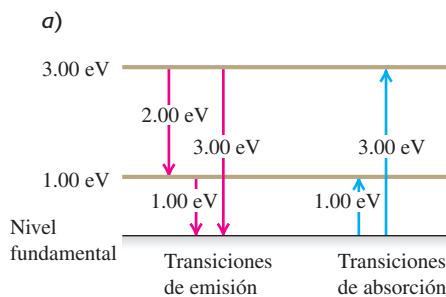 a)
3.00 eV
2.00 eV
3.00 eV
3.00 eV
1.00 eV
1.00 eV
1.00 eV
Nivel
fundamental
Transiciones
de emisión
Transiciones
de absorción